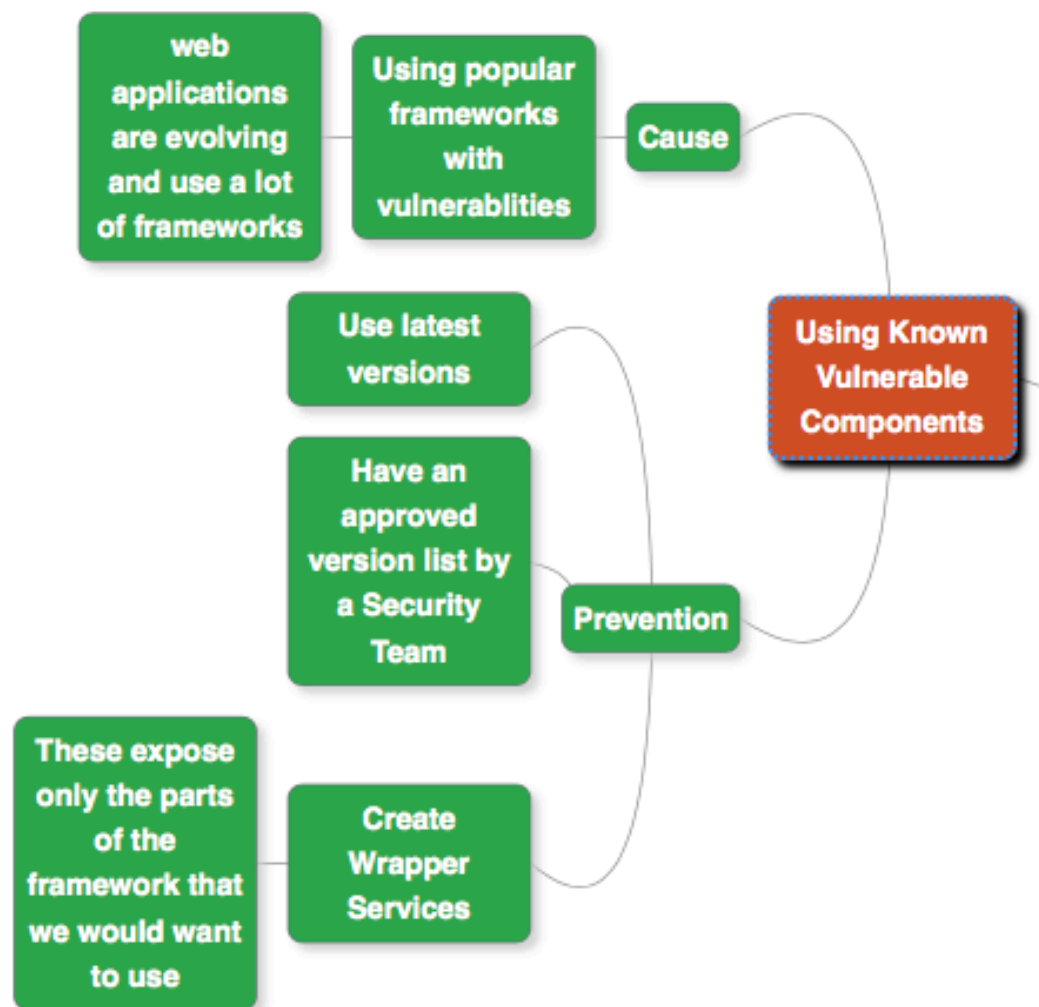 web
applications
are evolving
and use a lot
of frameworks
Using popular
frameworks
with
vulnerablities
Cause
Using Known
Vulnerable
Components
Use latest
versions
Have an
approved
version list by
a Security
Team
Prevention
These expose
only the parts
of the
framework that
we would want
to use
Create
Wrapper
Services